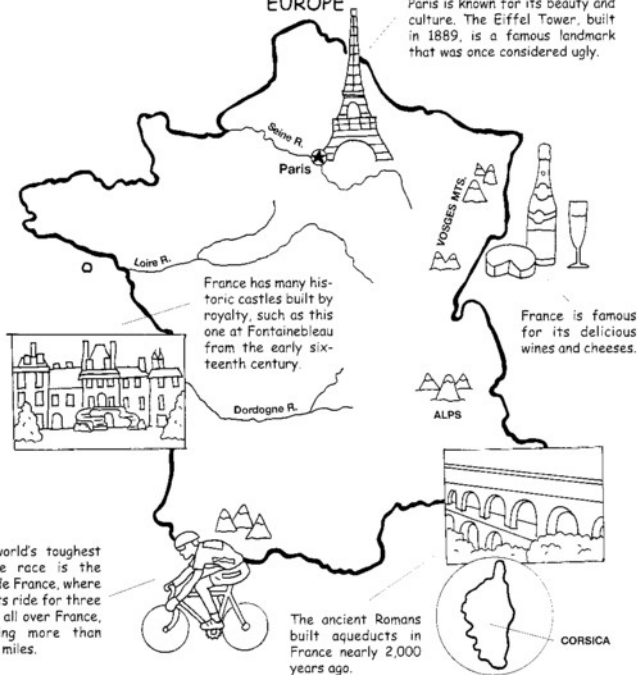 EUROPE
Paris is known for its beauty and
culture. The Eiffel Tower, built
in 1889, is a famous landmark
that was once considered ugly.
Seine R.
Paris
VOSGES MTS.
Loire R.
France has many his-
toric castles built by
royalty, such as this
one at Fontainebleau
from the early six-
teenth century.
France is famous
for its delicious
wines and cheeses.
Dordogne R.
ALPS
world's toughest
race is the
de France, where
ride for three
all over France,
more than
miles.
The ancient Romans
built aqueducts in
France nearly 2,000
years ago.
CORSICA